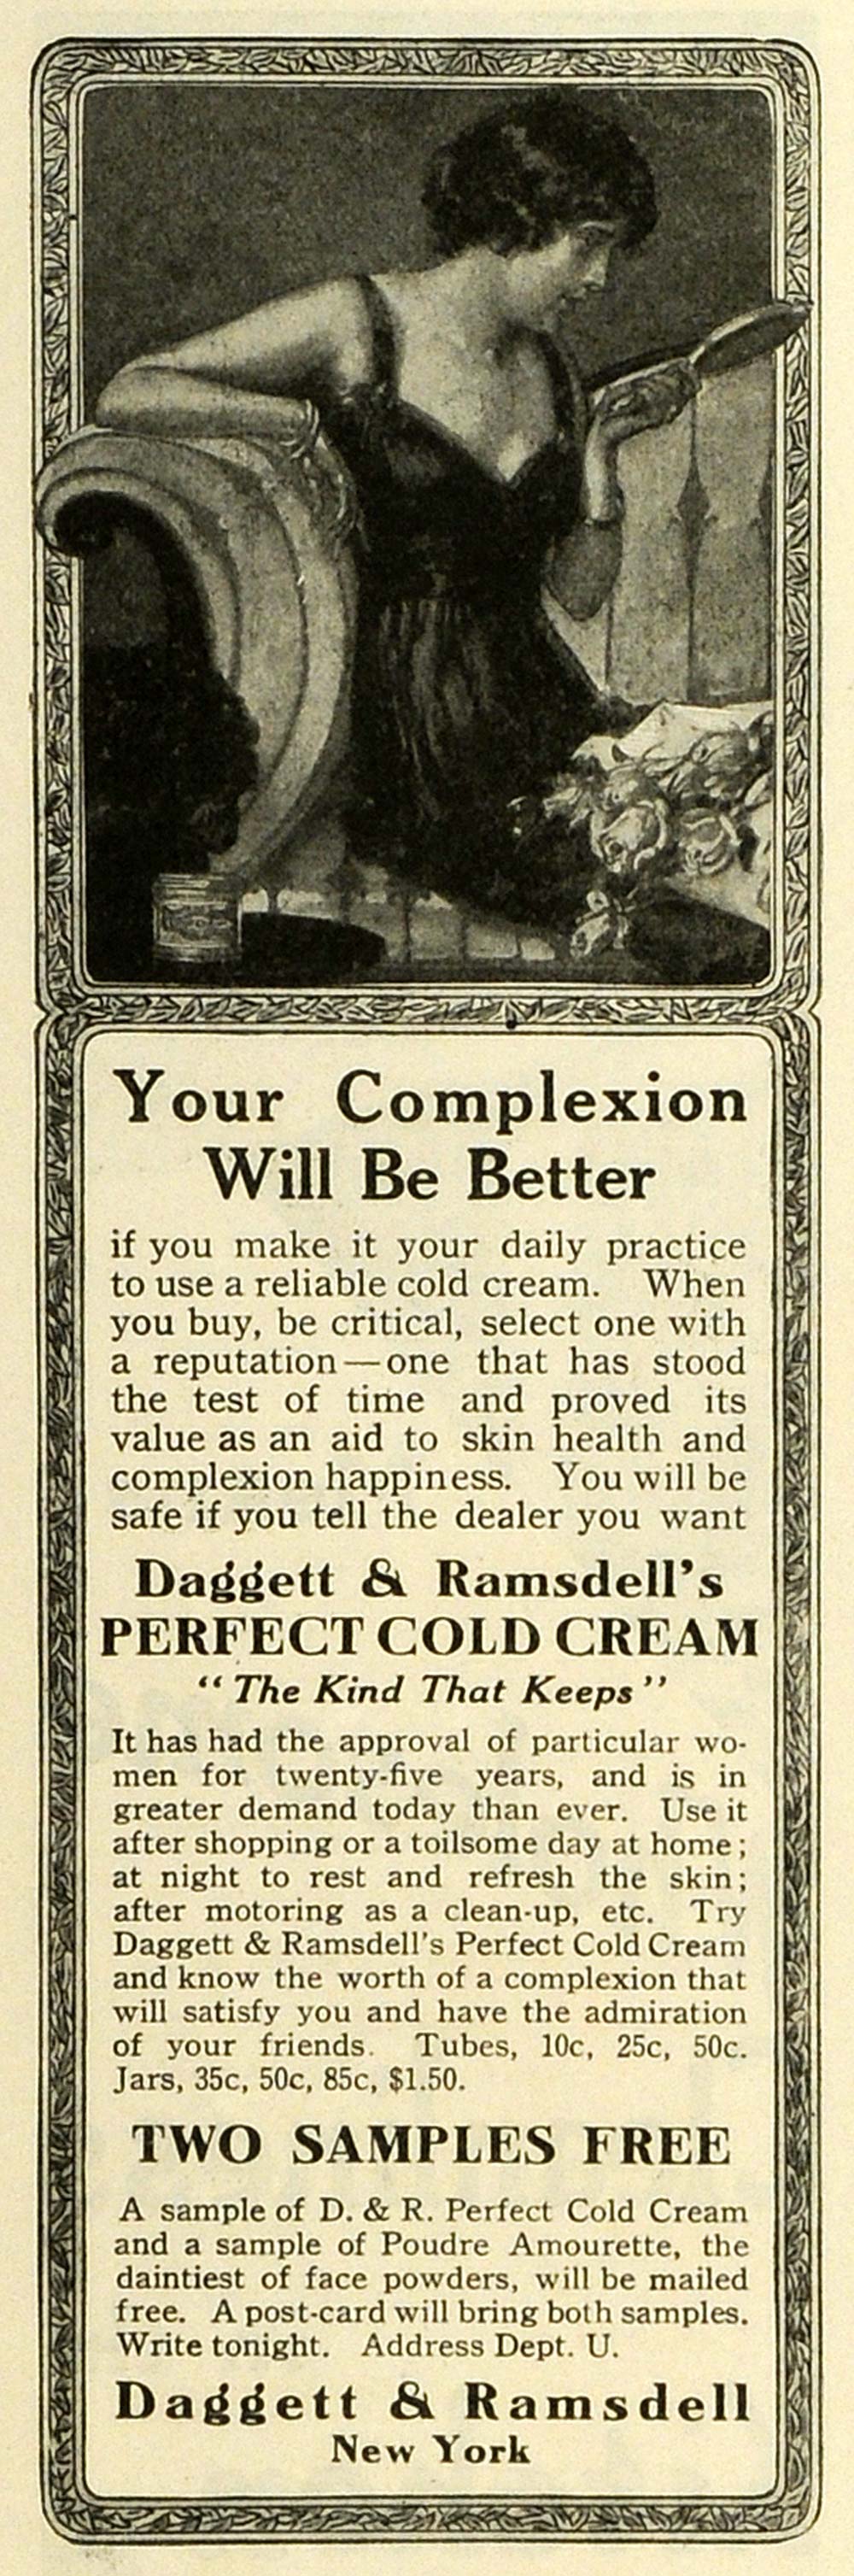 Your Complexion
Will Be Better
if you make it your daily practice
to use a reliable cold cream. When
you buy, be critical, select one with
a reputation—one that has stood
the test of time and proved its
value as an aid to skin health and
complexion happiness. You will be
safe if you tell the dealer you want
Daggett & Ramsdell's
PERFECT COLD CREAM
"The Kind That Keeps"
It has had the approval of particular wo-
men for twenty-five years, and is in
greater demand today than ever. Use it
after shopping or a toilsome day at home;
at night to rest and refresh the skin;
after motoring as a clean-up, etc. Try
Daggett & Ramsdell's Perfect Cold Cream
and know the worth of a complexion that
will satisfy you and have the admiration
of your friends. Tubes, 10c, 25c, 50c.
Jars, 35c, 50c, 85c, $1.50.
TWO SAMPLES FREE
A sample of D. & R. Perfect Cold Cream
and a sample of Poudre Amourette, the
daintiest of face powders, will be mailed
free. A post-card will bring both samples.
Write tonight. Address Dept. U.
Daggett & Ramsdell
New York